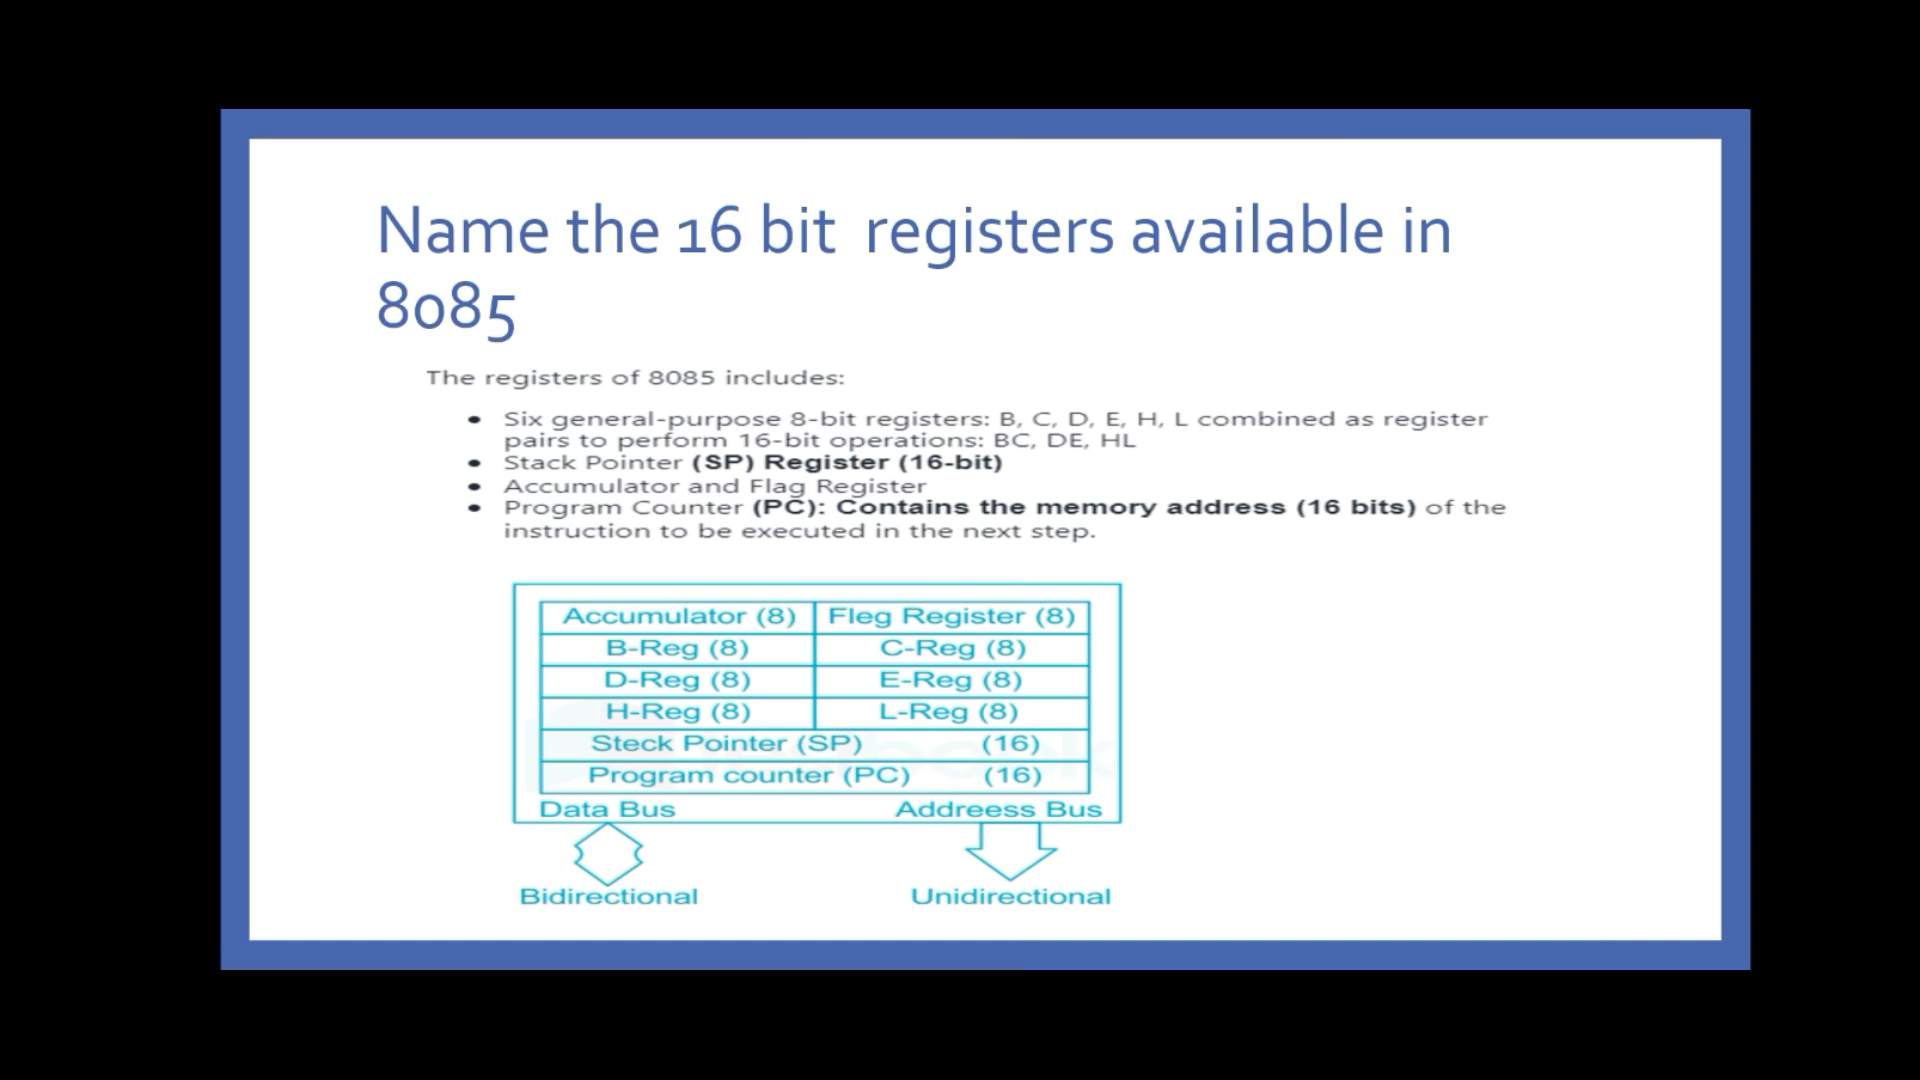 Name the 16 bit registers available in
8085
The registers of 8085 includes:
• Six general-purpose 8-bit registers: B, C, D, E, H, L combined as register
pairs to perform 16-bit operations: BC, DE, HL
• Stack Pointer (SP) Register (16-bit)
• Accumulator and Flag Register
• Program Counter (PC): Contains the memory address (16 bits) of the
instruction to be executed in the next step.
Accumulator (8) Fleg Register (8)
B-Reg (8) C-Reg (8)
D-Reg (8) E-Reg (8)
H-Reg (8) L-Reg (8)
Steck Pointer (SP) (16)
Program counter (PC) (16)
Data Bus Addreess Bus
Bidirectional Unidirectional